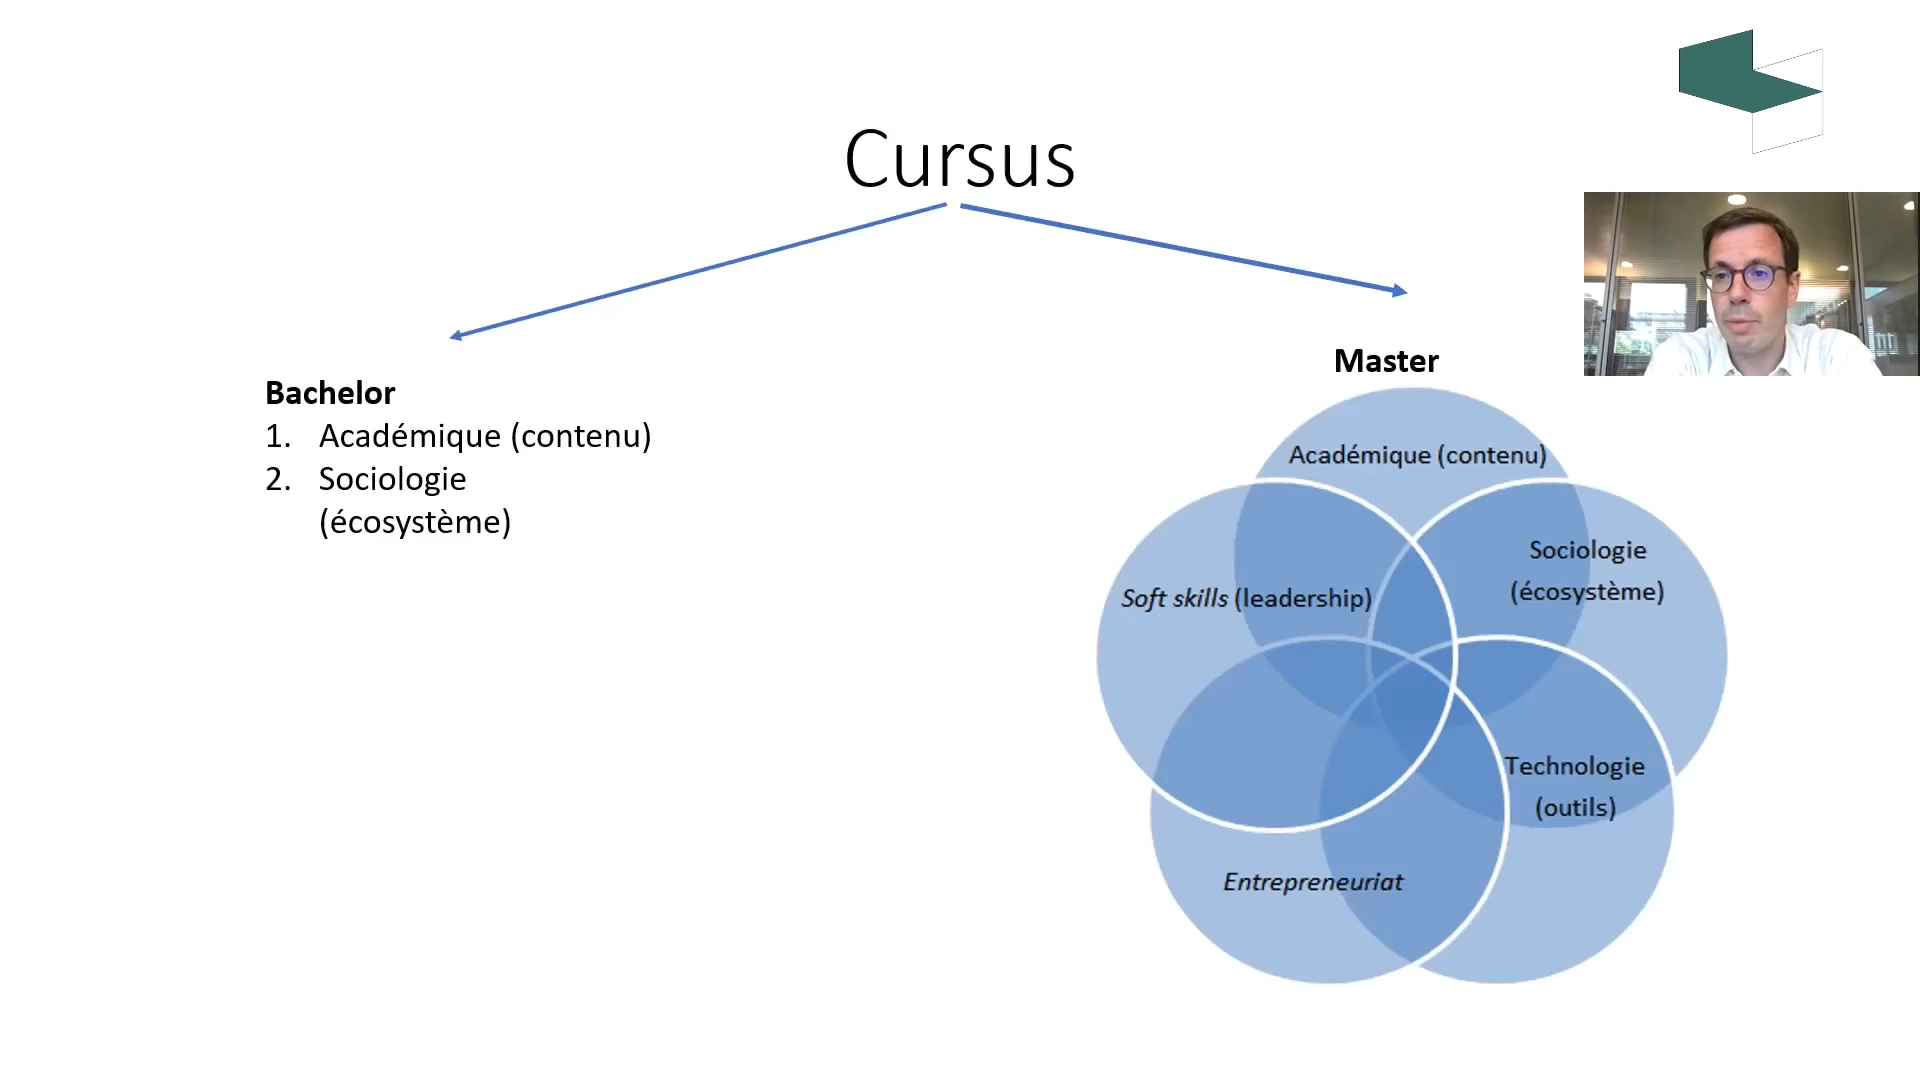 Cursus
Bachelor
1. Académique (contenu)
2. Sociologie
(écosystème)
Master
Académique (contenu)
Sociologie
(écosystème)
Soft skills (leadership)
Technologie
(outils)
Entrepreneuriat